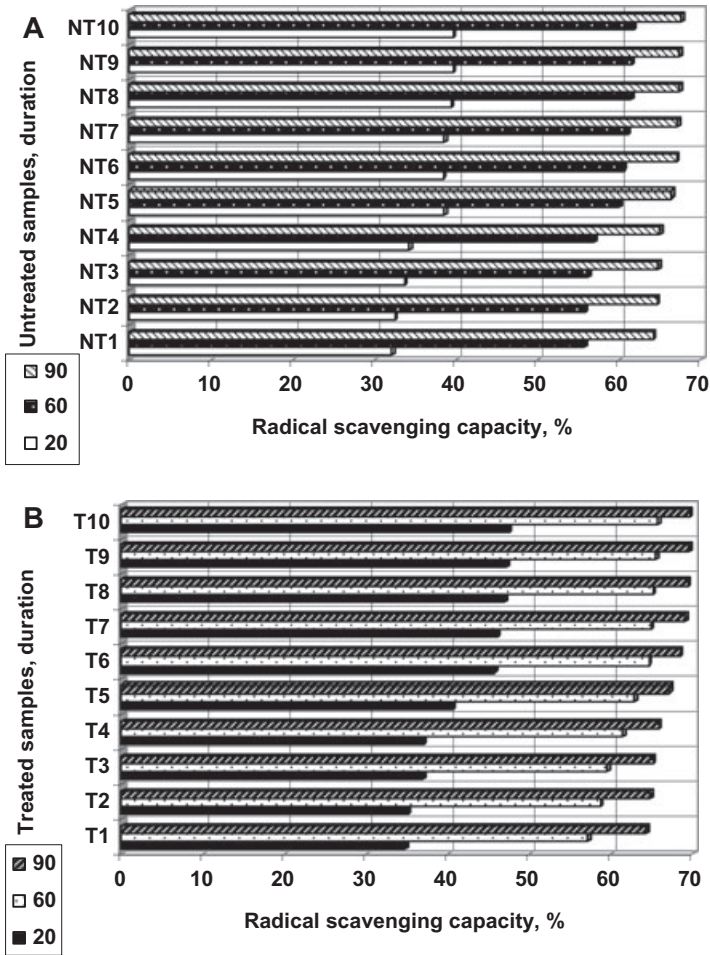 A
Untreated samples, duration
NT10
NT9
NT8
NT7
NT6
NT5
NT4
NT3
NT2
NT1
90
60
20
0 10 20 30 40 50 60 70
Radical scavenging capacity, %
B
Treated samples, duration
T10
T9
T8
T7
T6
T5
T4
T3
T2
T1
90
60
20
0 10 20 30 40 50 60 70
Radical scavenging capacity, %